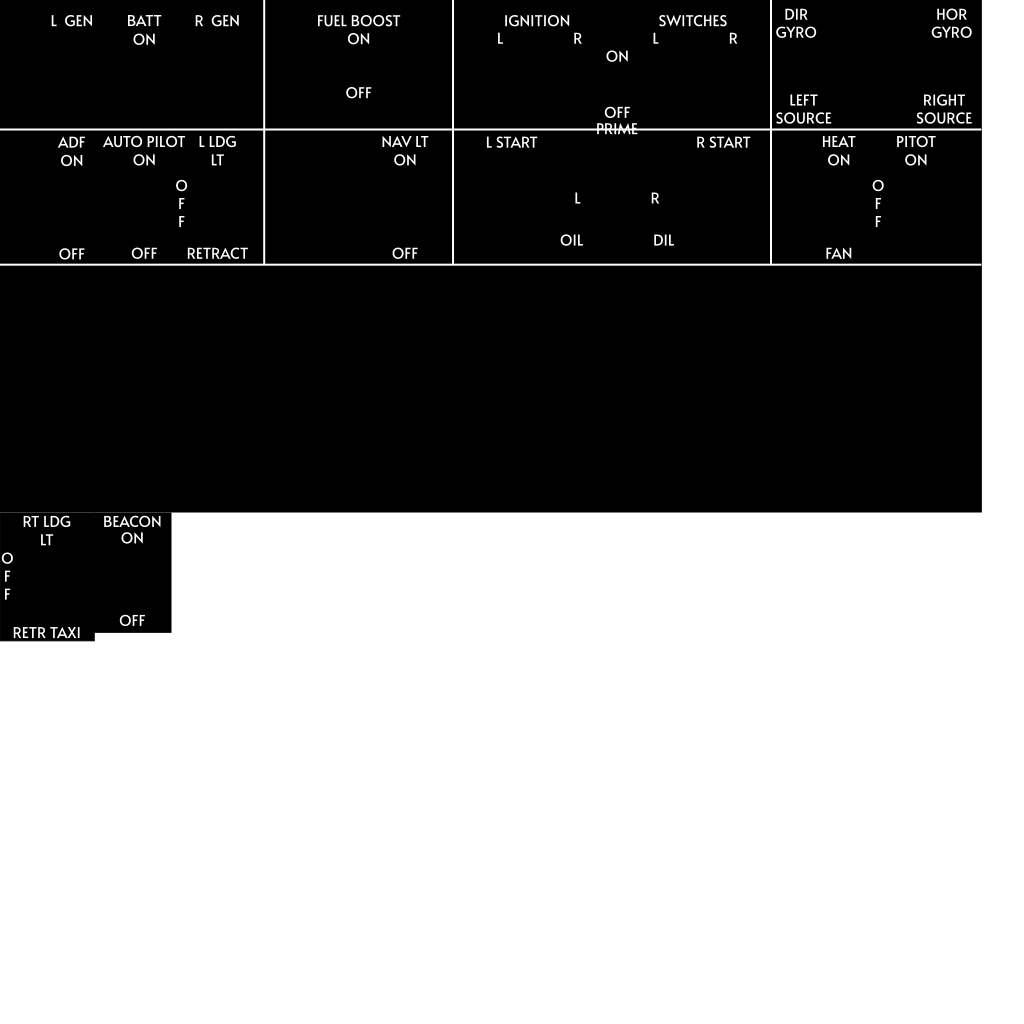 L GEN BATT R GEN
ON
FUEL BOOST
ON
OFF
IGNITION SWITCHES
L R L R
ON
OFF
PRIME
DIR HOR
GYRO GYRO
LEFT RIGHT
SOURCE SOURCE
ADF AUTO PILOT L LDG
ON ON LT
O
F
F
OFF OFF RETRACT
NAV LT
ON
OFF
L START R START
L R
OIL DIL
HEAT PITOT
ON ON
O
F
F
FAN
RT LDG
LT
O
F
F
RETR TAXI
BEACON
ON
OFF